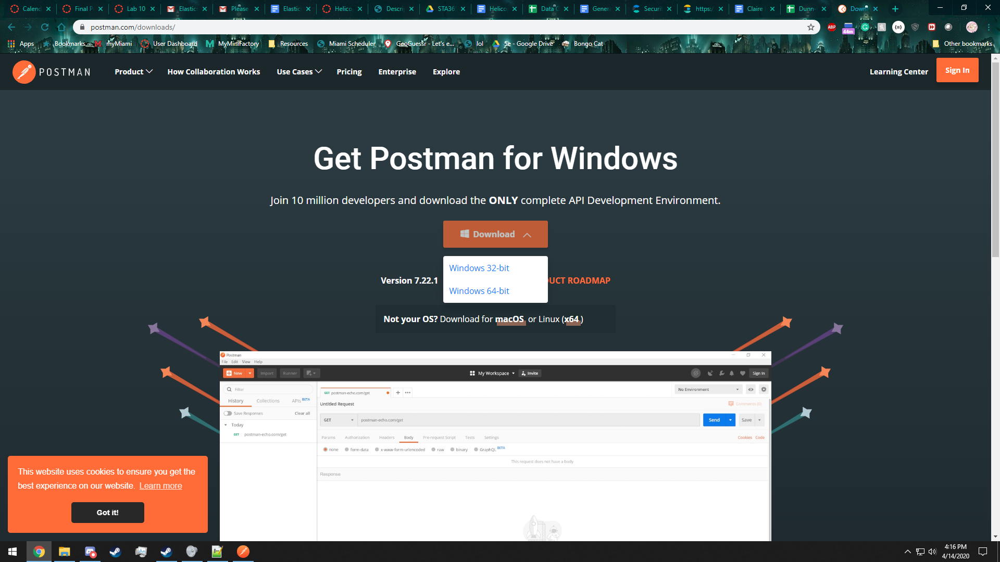 Calend
Final P
Lab 10
Elastic
Please
Elastic
Helico
Descri
STA36
Helico
Data C
Genera
Securit
https:/
Claire
Dunn-
Down
postman.com/downloads/
ABP
44m
Apps
Bookmarks
myMiami
User Dashboard
MyMiniFactory
Resources
Miami Scheduler
GeoGuessr - Let's e...
lol
5e - Google Drive
Bongo Cat
Other bookmarks
POSTMAN
Product
How Collaboration Works
Use Cases
Pricing
Enterprise
Explore
Learning Center
Sign In
Get Postman for Windows
Join 10 million developers and download the ONLY complete API Development Environment.
Download
Windows 32-bit
Windows 64-bit
Version 7.22.1
UCT ROADMAP
Not your OS? Download for macOS or Linux (x64)
Postman
File Edit View Help
New
Import
Runner
My Workspace
Invite
Sign In
Filter
GET postman-echo.com/get
No Environment
History
Collections
APIs BETA
Untitled Request
Comments (0)
Save Responses
Clear all
GET
postman-echo.com/get
Send
Save
Today
GET postman-echo.com/get
Params
Authorization
Headers
Body
Pre-request Script
Tests
Settings
Cookies
Code
none
form-data
x-www-form-urlencoded
raw
binary
GraphQL BETA
This request does not have a body
Response
This website uses cookies to ensure you get the
best experience on our website. Learn more
Got it!
4:16 PM
4/14/2020